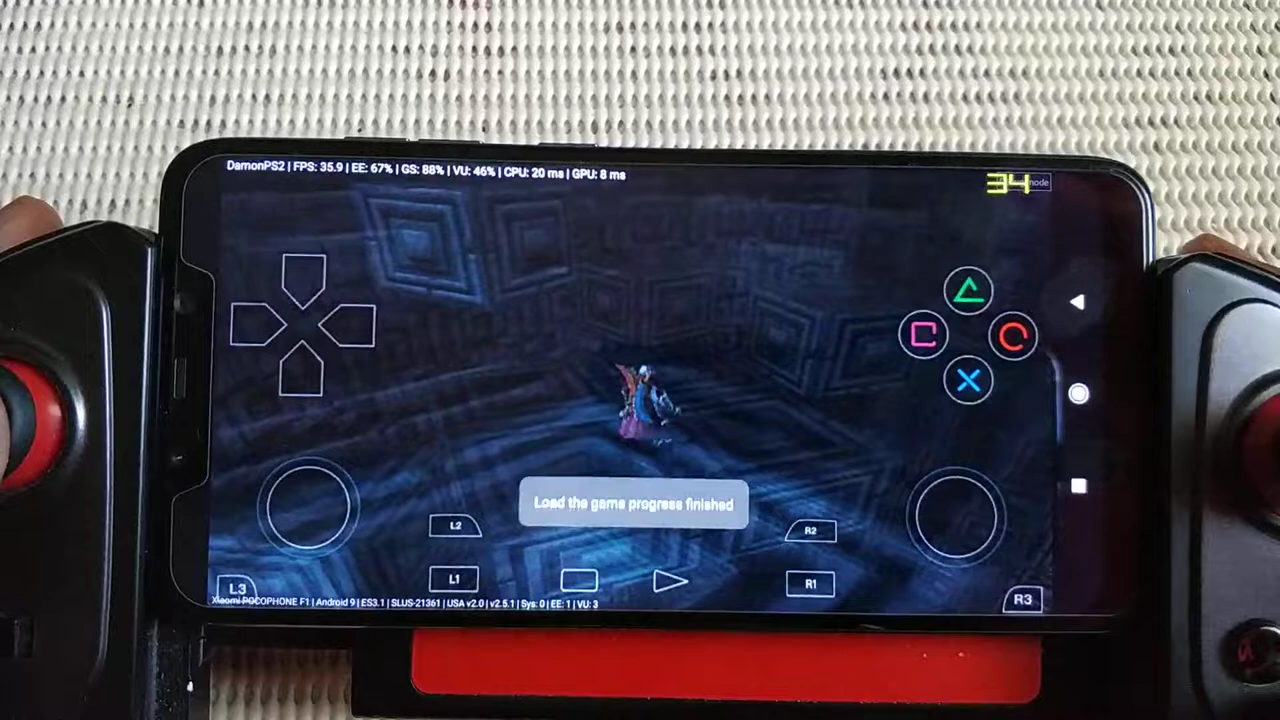 DamonPS2 | FPS: 35.9 | EE: 67% | GS: 88% | VU: 46% | CPU: 20 ms | GPU: 8 ms
34
node
Load the game progress finished
L2
R2
L1
R1
L3
R3
Xiaomi POCOPHONE F1 | Android 9 | ES3.1 | SLUS-21361 | USA v2.0 | v2.5.1 | Sys: 0 | EE: 1 | VU: 3